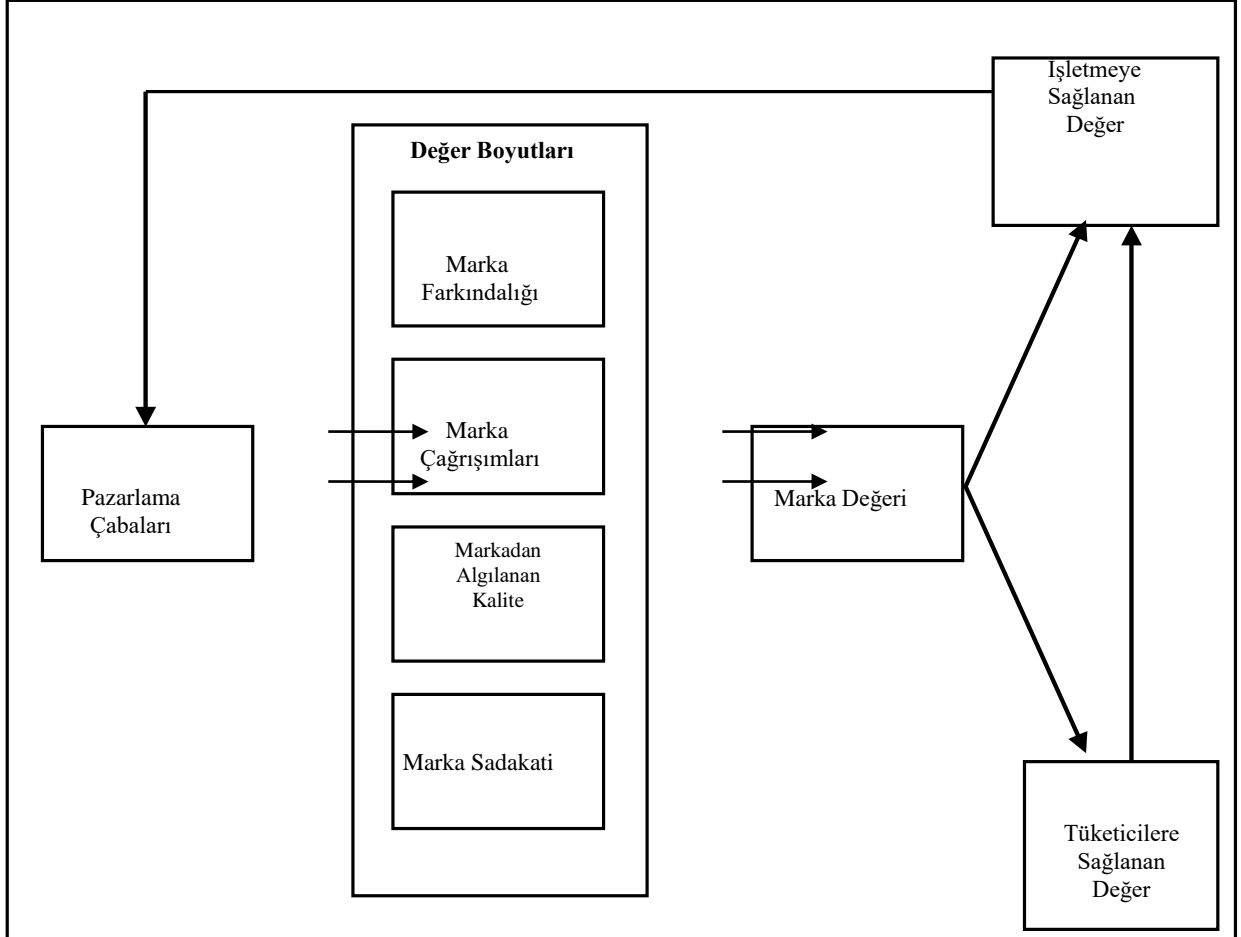 Işletmeye
Sağlanan
Değer
Değer Boyutları
Marka
Farkındalığı
Marka
Çağrışımları
Pazarlama
Çabaları
Marka Değeri
Markadan
Algılanan
Kalite
Marka Sadakati
Tüketicilere
Sağlanan
Değer